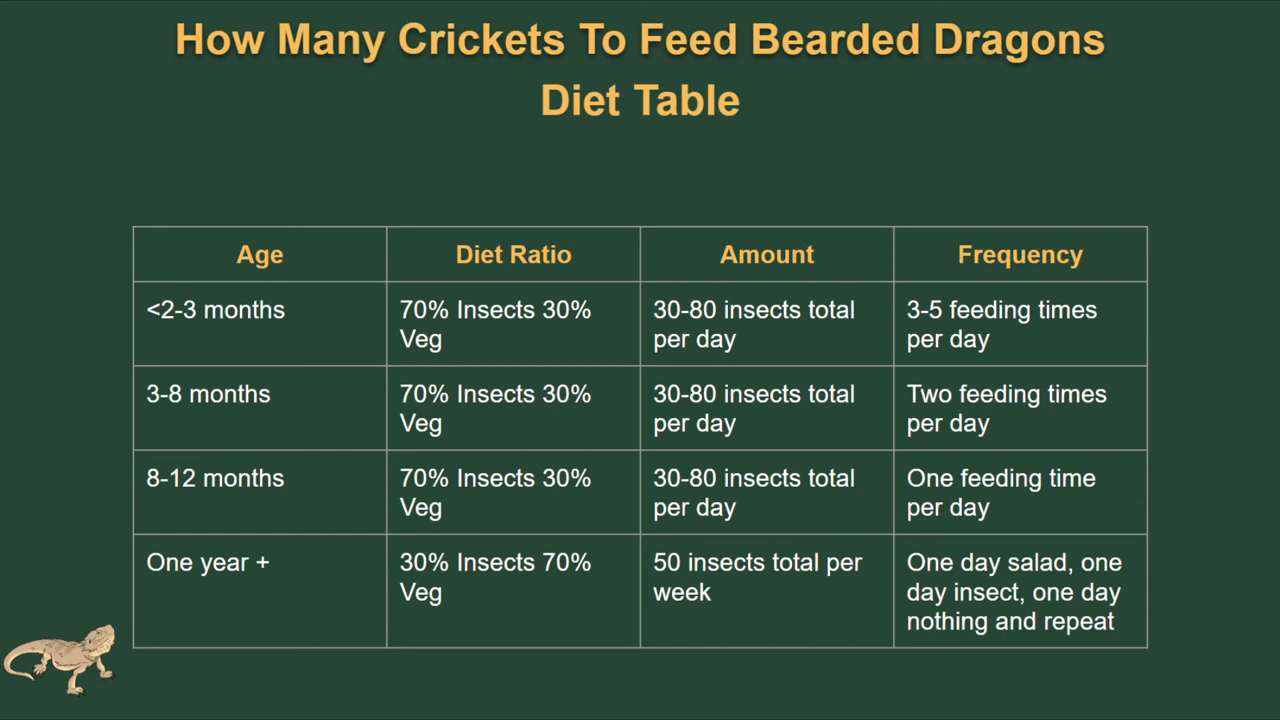 How Many Crickets To Feed Bearded Dragons
Diet Table
Age
Diet Ratio
Amount
Frequency
<2-3 months
70% Insects 30%
Veg
30-80 insects total
per day
3-5 feeding times
per day
3-8 months
70% Insects 30%
Veg
30-80 insects total
per day
Two feeding times
per day
8-12 months
70% Insects 30%
Veg
30-80 insects total
per day
One feeding time
per day
One year +
30% Insects 70%
Veg
50 insects total per
week
One day salad, one
day insect, one day
nothing and repeat